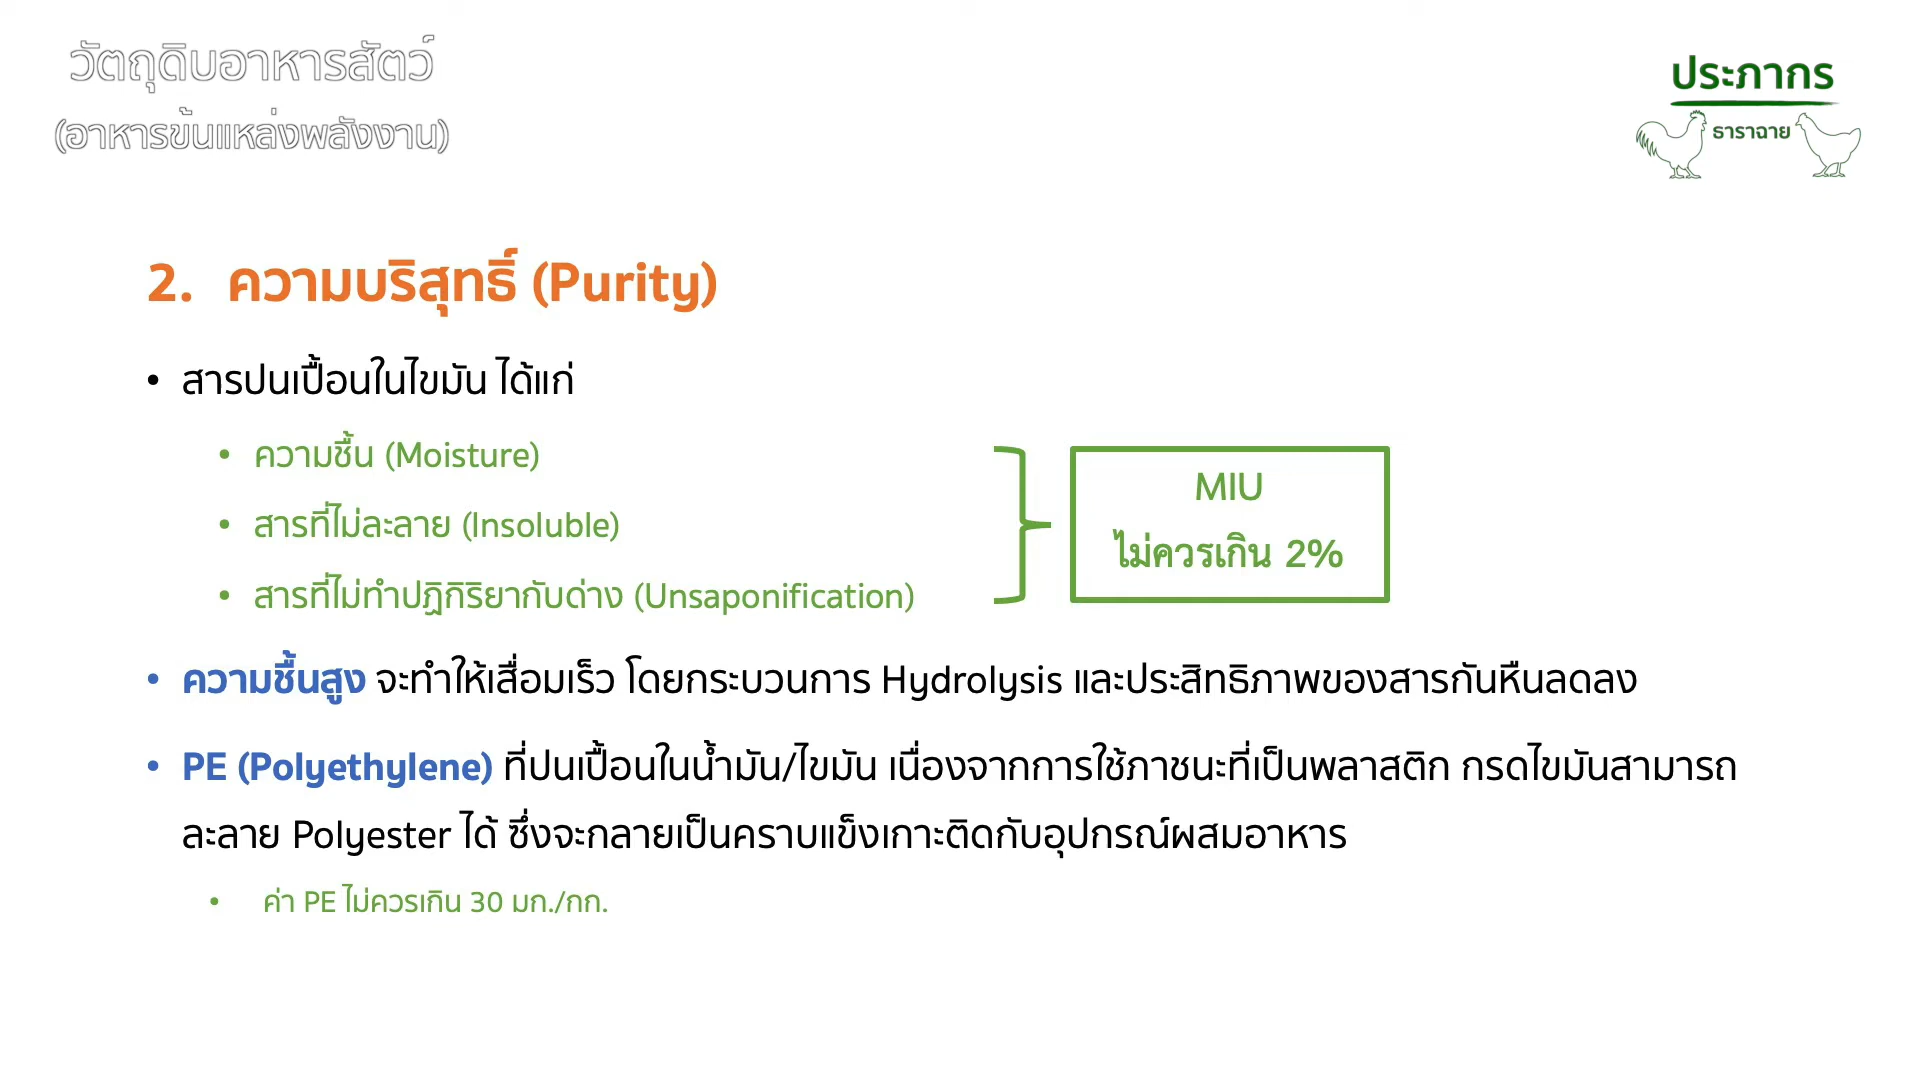 วัตถุดิบอาหารสัตว์
(อาหารข้นแหล่งพลังงาน)
ประภากร
ธาราฉาย
2. ความบริสุทธิ์ (Purity)
• สารปนเปื้อนในไขมัน ได้แก่
• ความชื้น (Moisture)
• สารที่ไม่ละลาย (Insoluble)
• สารที่ไม่ทำปฏิกิริยากับด่าง (Unsaponification)
MIU
ไม่ควรเกิน 2%
• ความชื้นสูง จะทำให้เสื่อมเร็ว โดยกระบวนการ Hydrolysis และประสิทธิภาพของสารกันหืนลดลง
• PE (Polyethylene) ที่ปนเปื้อนในน้ำมัน/ไขมัน เนื่องจากการใช้ภาชนะที่เป็นพลาสติก กรดไขมันสามารถ
ละลาย Polyester ได้ ซึ่งจะกลายเป็นคราบแข็งเกาะติดกับอุปกรณ์ผสมอาหาร
• ค่า PE ไม่ควรเกิน 30 มก./กก.